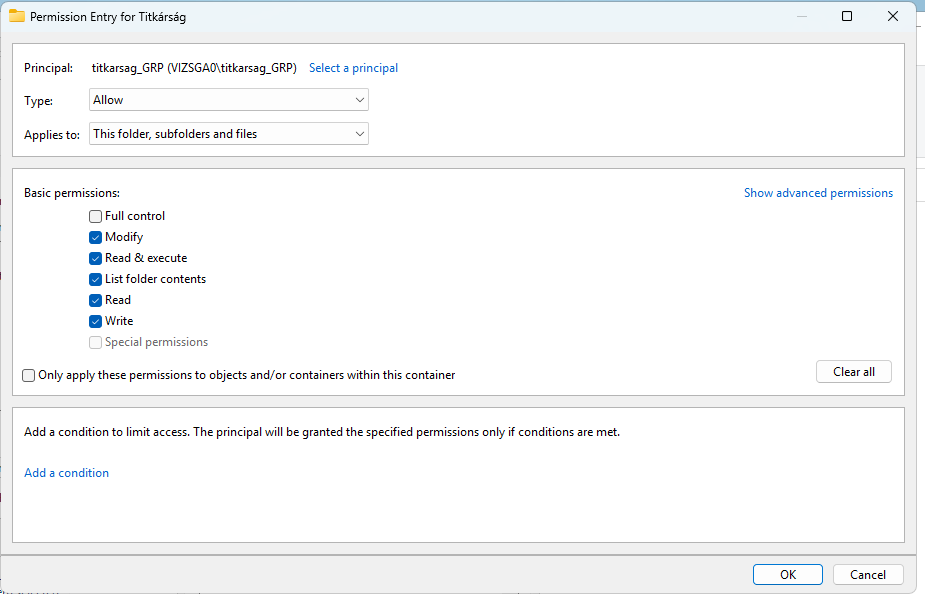 Permission Entry for Titkárság
Principal: titkarsag_GRP (VIZSGA0\titkarsag_GRP) Select a principal
Type: Allow
Applies to: This folder, subfolders and files
Basic permissions: Show advanced permissions
Full control
Modify
Read & execute
List folder contents
Read
Write
Special permissions
Only apply these permissions to objects and/or containers within this container Clear all
Add a condition to limit access. The principal will be granted the specified permissions only if conditions are met.
Add a condition
OK Cancel